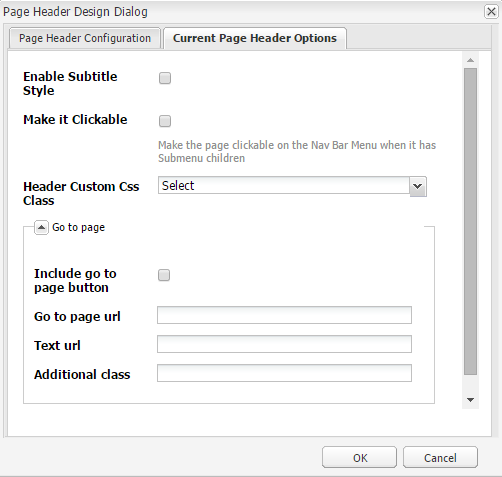 Page Header Design Dialog
Page Header Configuration
Current Page Header Options
Enable Subtitle
Style
Make it Clickable
Make the page clickable on the Nav Bar Menu when it has
Submenu children
Header Custom Css
Class
Select
Go to page
Include go to
page button
Go to page url
Text url
Additional class
OK
Cancel